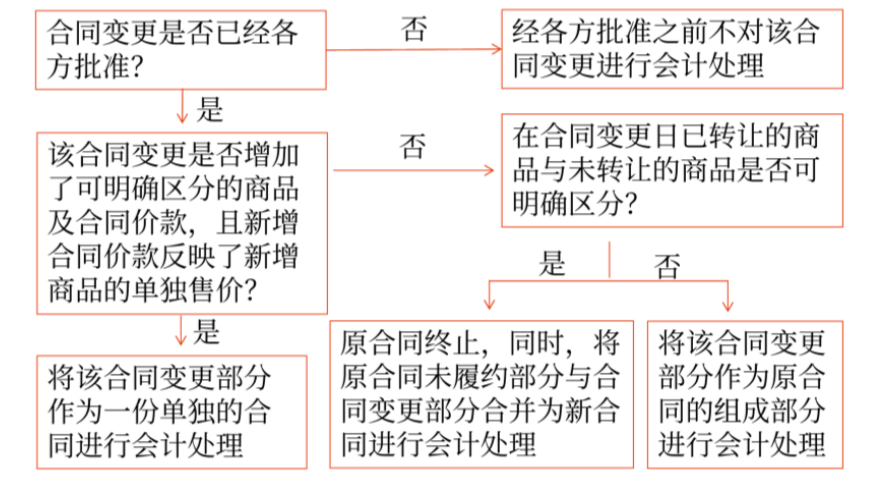 合同变更是否已经各
方批准？
否
经各方批准之前不对该合
同变更进行会计处理
是
该合同变更是否增加
了可明确区分的商品
及合同价款，且新增
合同价款反映了新增
商品的单独售价？
否
在合同变更日已转让的商
品与未转让的商品是否可
明确区分？
是
否
是
将该合同变更部分
作为一份单独的合
同进行会计处理
原合同终止，同时，将
原合同未履约部分与合
同变更部分合并为新合
同进行会计处理
将该合同变更
部分作为原合
同的组成部分
进行会计处理